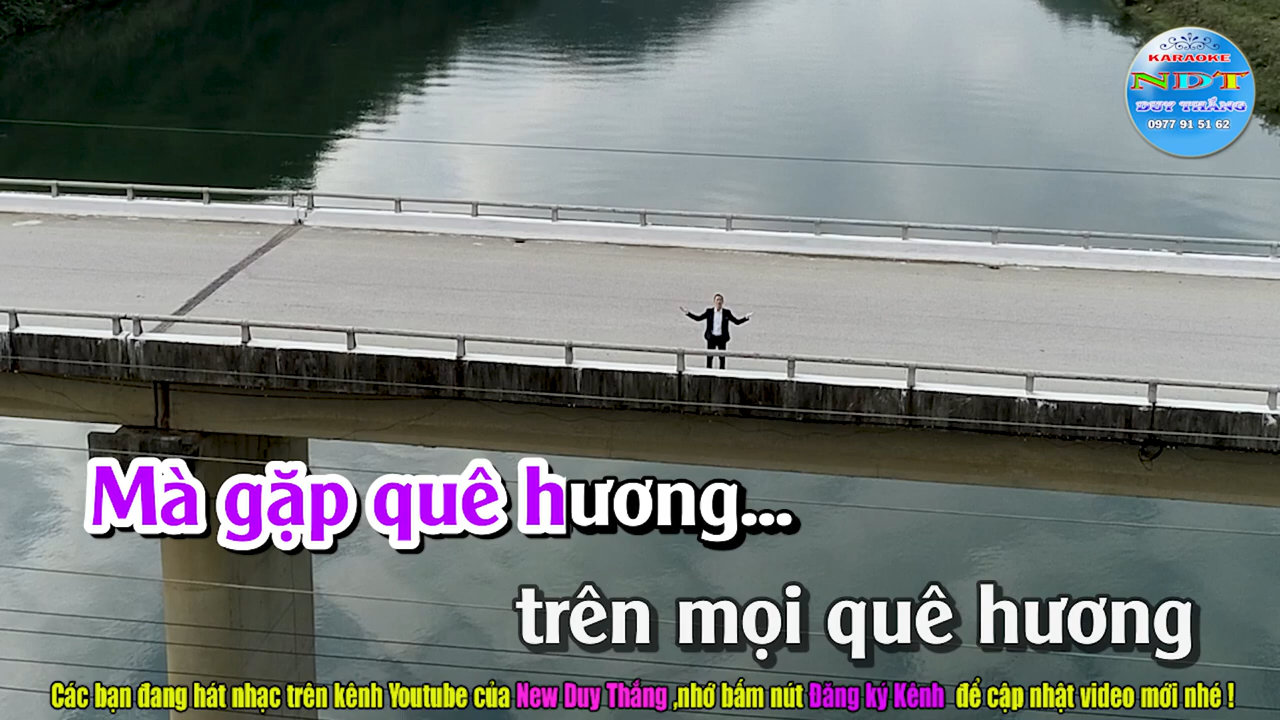 KARAOKE
NDT
DUY THẮNG
0977 91 51 62
Mà gặp quê hương...
trên mọi quê hương
Các bạn đang hát nhạc trên kênh Youtube của New Duy Thắng ,nhớ bấm nút Đăng ký Kênh để cập nhật video mới nhé !